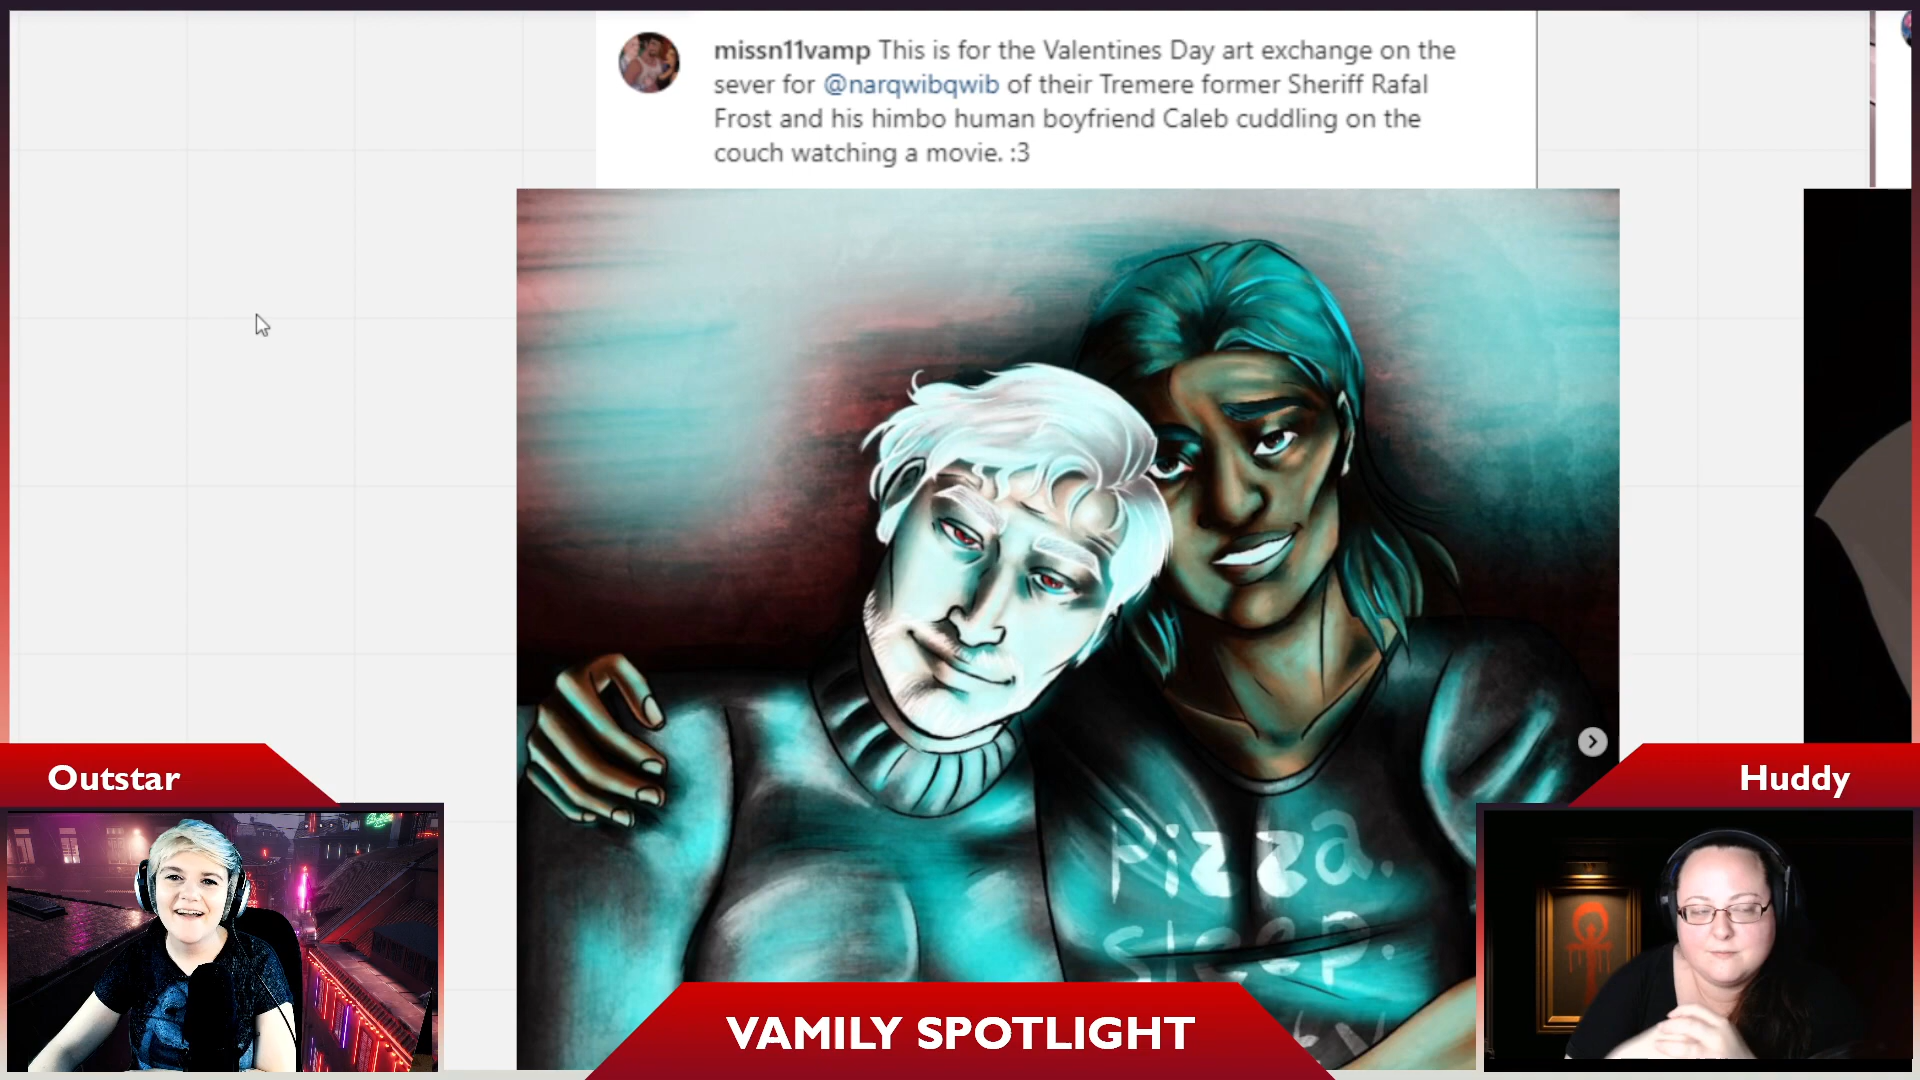 missn11vamp This is for the Valentines Day art exchange on the
sever for @narqwibqwib of their Tremere former Sheriff Rafal
Frost and his himbo human boyfriend Caleb cuddling on the
couch watching a movie. :3
Pizza.
Sleep.
Outstar
Huddy
VAMILY SPOTLIGHT